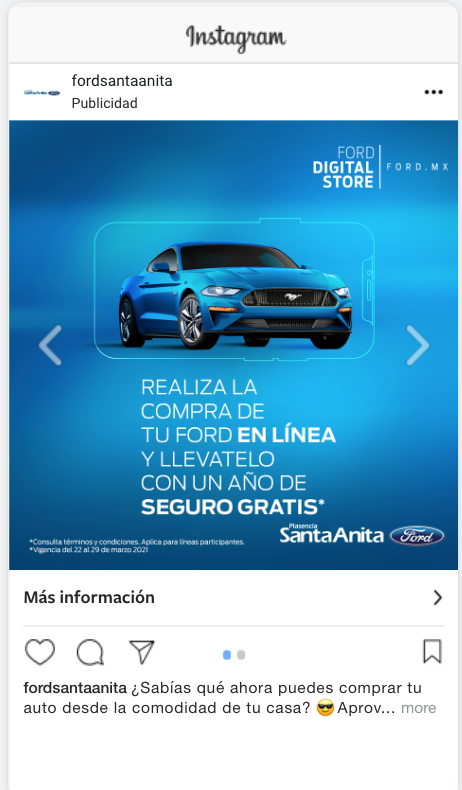 Instagram
fordsantaanita
Publicidad
FORD
DIGITAL
STORE
FORD.MX
REALIZA LA
COMPRA DE
TU FORD EN LÍNEA
Y LLEVATELO
CON UN AÑO DE
SEGURO GRATIS*
*Consulta términos y condiciones. Aplica para líneas participantes.
*Vigencia del 22 al 29 de marzo 2021
Plasencia
SantaAnita
Ford
Más información
fordsantaanita ¿Sabías qué ahora puedes comprar tu
auto desde la comodidad de tu casa? 😎Aprov... more